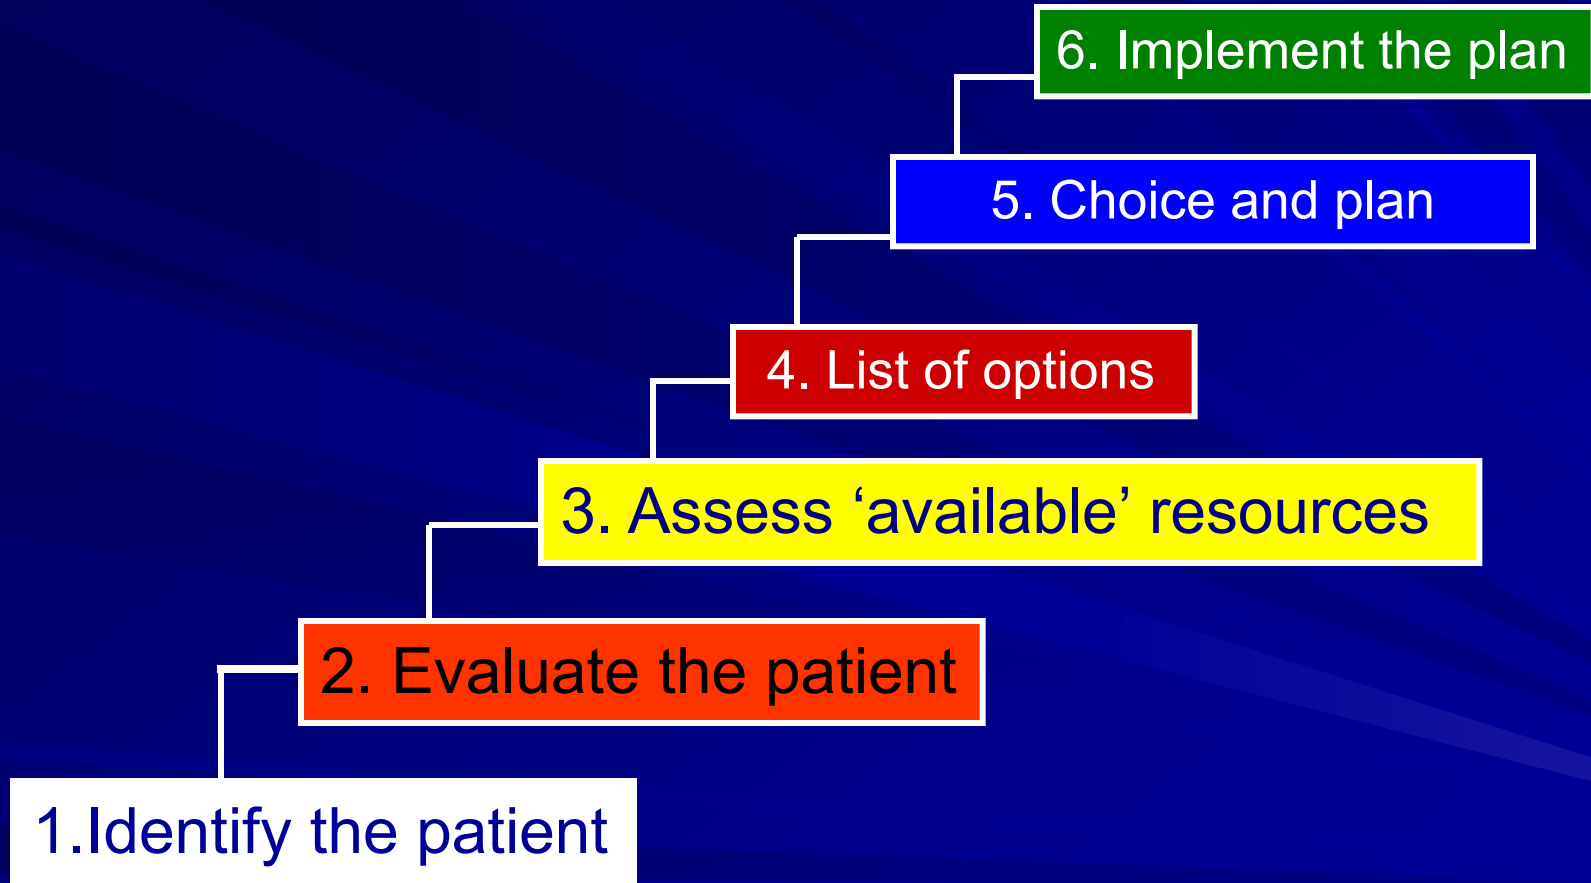 6. Implement the plan
5. Choice and plan
4. List of options
3. Assess ‘available’ resources
2. Evaluate the patient
1.Identify the patient